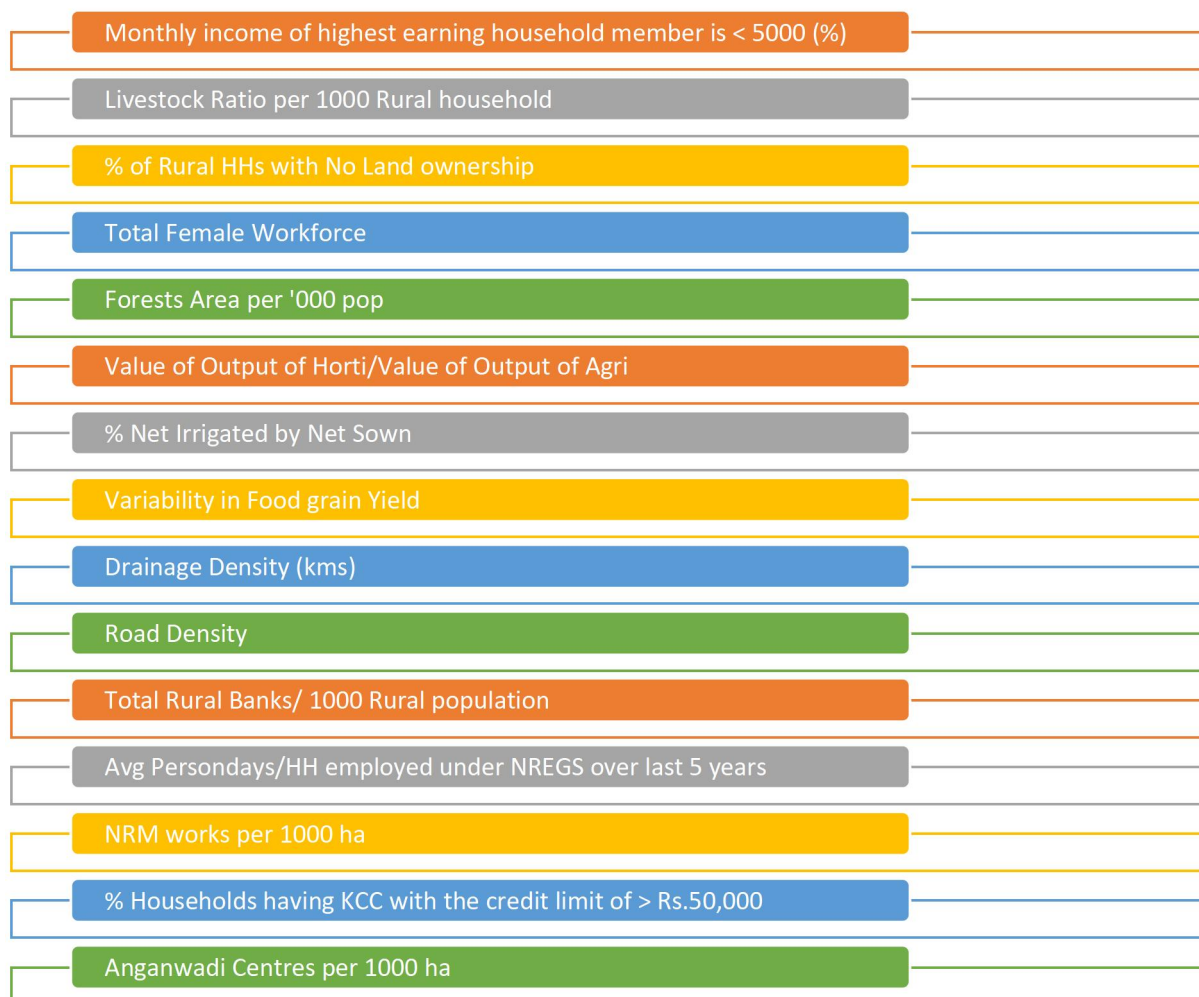 Monthly income of highest earning household member is < 5000 (%)
Livestock Ratio per 1000 Rural household
% of Rural HHs with No Land ownership
Total Female Workforce
Forests Area per '000 pop
Value of Output of Horti/Value of Output of Agri
% Net Irrigated by Net Sown
Variability in Food grain Yield
Drainage Density (kms)
Road Density
Total Rural Banks/ 1000 Rural population
Avg Persondays/HH employed under NREGS over last 5 years
NRM works per 1000 ha
% Households having KCC with the credit limit of > Rs.50,000
Anganwadi Centres per 1000 ha